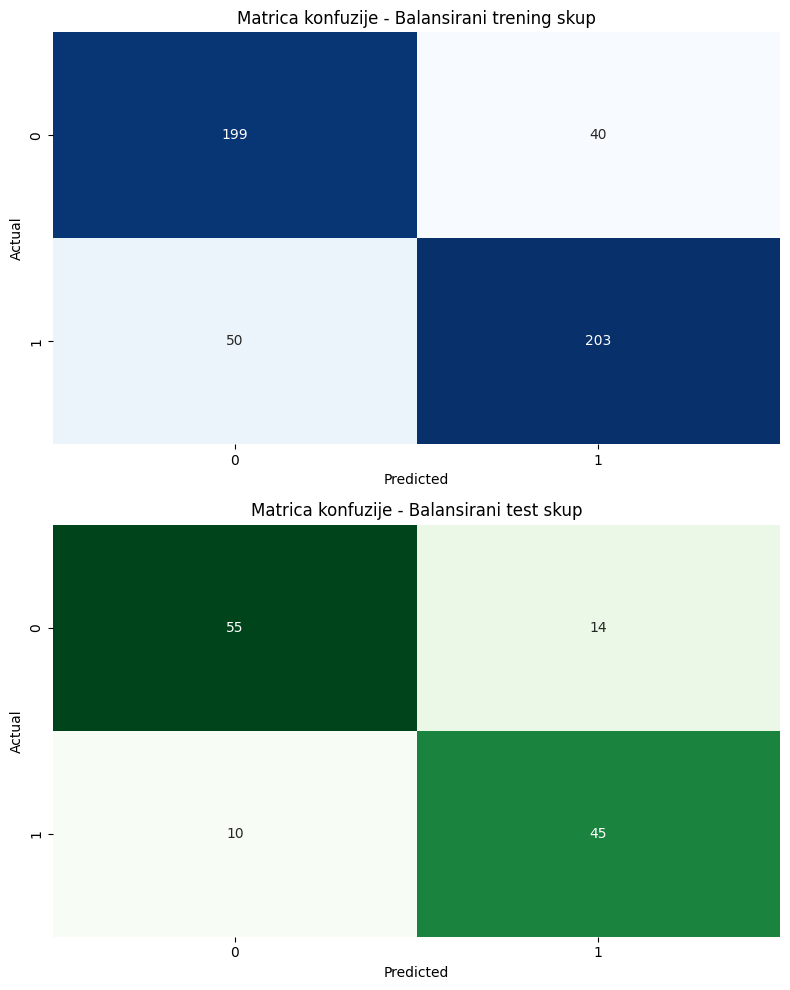 Matrica konfuzije - Balansirani trening skup
Actual
0
199
40
1
50
203
0
1
Predicted
Matrica konfuzije - Balansirani test skup
Actual
0
55
14
1
10
45
0
1
Predicted